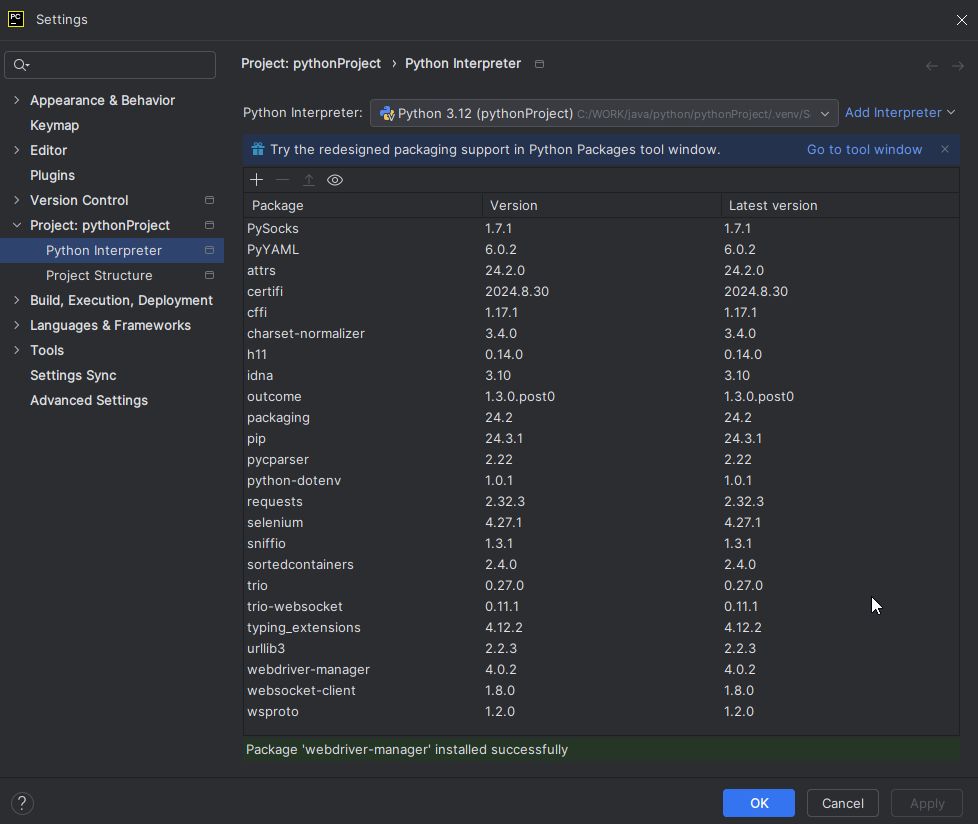 PC Settings
Project: pythonProject › Python Interpreter
Appearance & Behavior
Keymap
Editor
Plugins
Version Control
Project: pythonProject
Python Interpreter
Project Structure
Build, Execution, Deployment
Languages & Frameworks
Tools
Settings Sync
Advanced Settings
Python Interpreter: Python 3.12 (pythonProject) C:/WORK/java/python/pythonProject/.venv/S Add Interpreter
Try the redesigned packaging support in Python Packages tool window. Go to tool window
Package Version Latest version
PySocks 1.7.1 1.7.1
PyYAML 6.0.2 6.0.2
attrs 24.2.0 24.2.0
certifi 2024.8.30 2024.8.30
cffi 1.17.1 1.17.1
charset-normalizer 3.4.0 3.4.0
h11 0.14.0 0.14.0
idna 3.10 3.10
outcome 1.3.0.post0 1.3.0.post0
packaging 24.2 24.2
pip 24.3.1 24.3.1
pycparser 2.22 2.22
python-dotenv 1.0.1 1.0.1
requests 2.32.3 2.32.3
selenium 4.27.1 4.27.1
sniffio 1.3.1 1.3.1
sortedcontainers 2.4.0 2.4.0
trio 0.27.0 0.27.0
trio-websocket 0.11.1 0.11.1
typing_extensions 4.12.2 4.12.2
urllib3 2.2.3 2.2.3
webdriver-manager 4.0.2 4.0.2
websocket-client 1.8.0 1.8.0
wsproto 1.2.0 1.2.0
Package 'webdriver-manager' installed successfully
? OK Cancel Apply